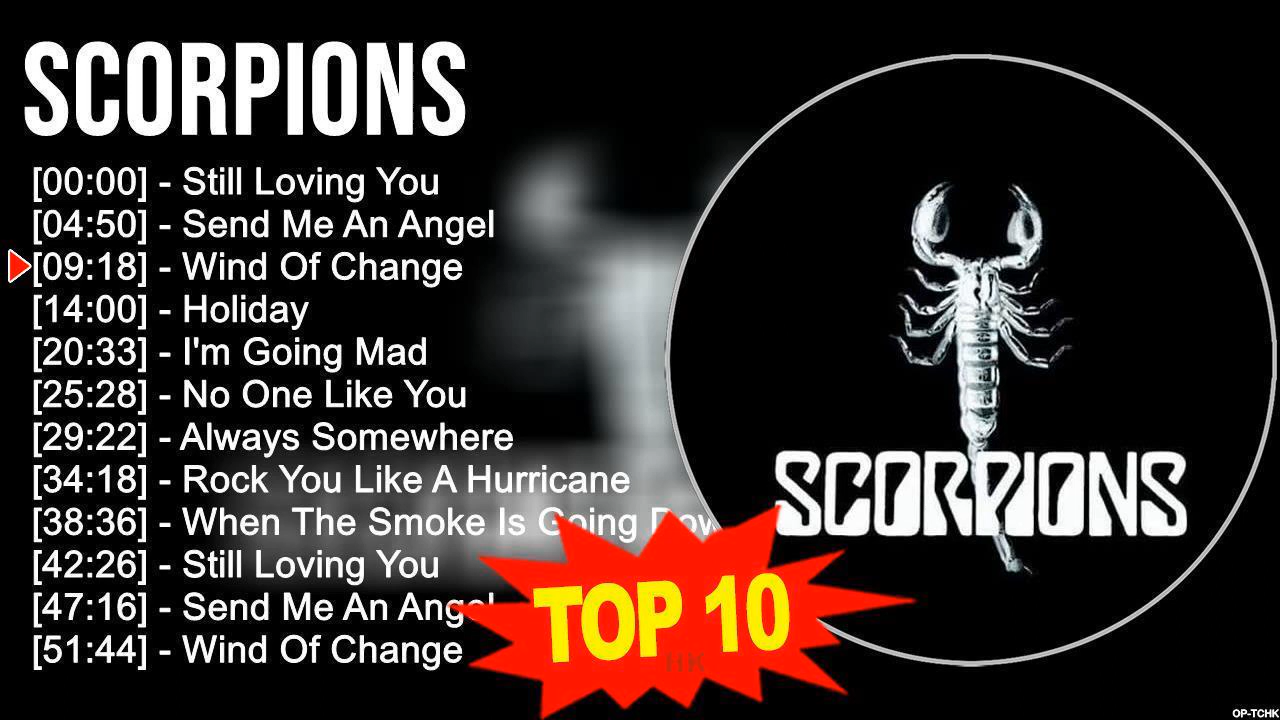 SCORPIONS
[00:00] - Still Loving You
[04:50] - Send Me An Angel
[09:18] - Wind Of Change
[14:00] - Holiday
[20:33] - I'm Going Mad
[25:28] - No One Like You
[29:22] - Always Somewhere
[34:18] - Rock You Like A Hurricane
[38:36] - When The Smoke Is Going Dow
[42:26] - Still Loving You
[47:16] - Send Me An Angel
[51:44] - Wind Of Change
SCORPIONS
TOP 10
OP-TCHK